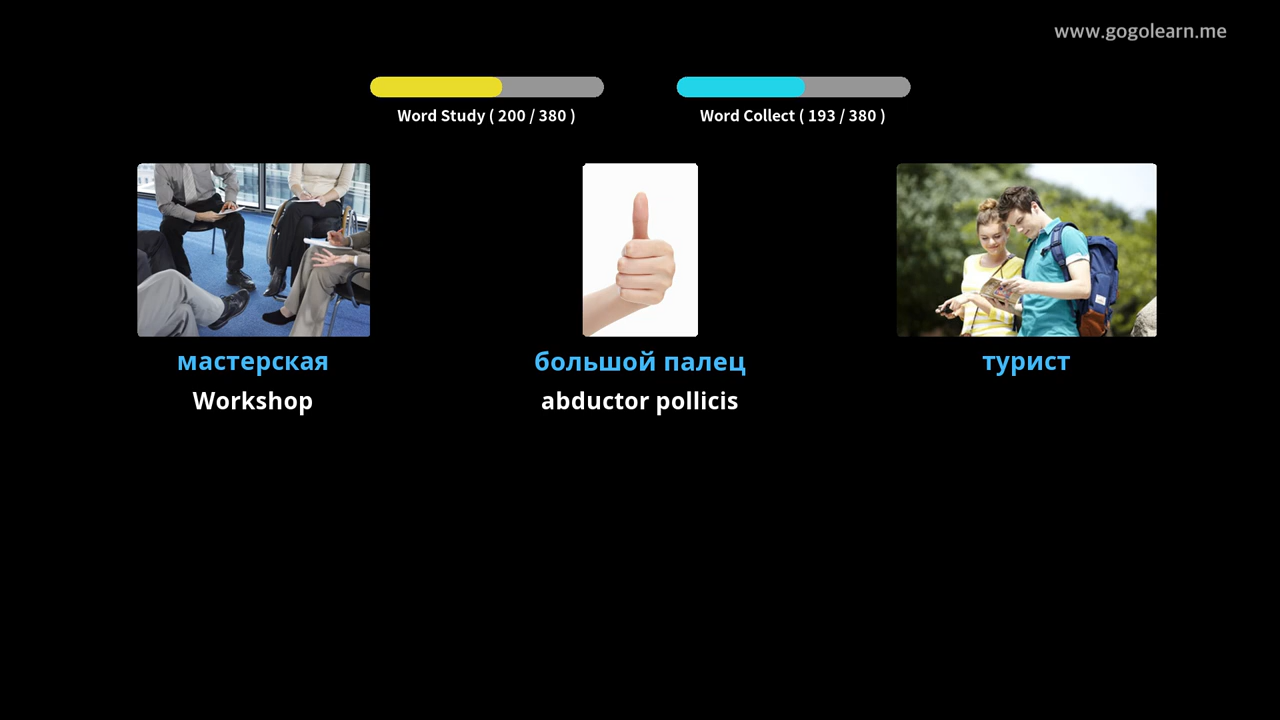 www.gogolearn.me
Word Study ( 200 / 380 )
Word Collect ( 193 / 380 )
мастерская
Workshop
большой палец
abductor pollicis
турист